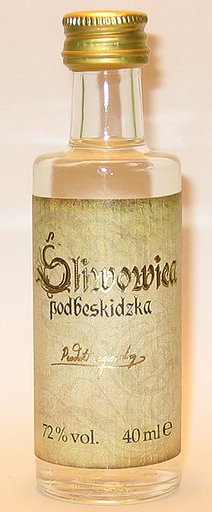 Śliwowica
podbeskidzka
Produkt regionalny
72% vol. 40 ml e